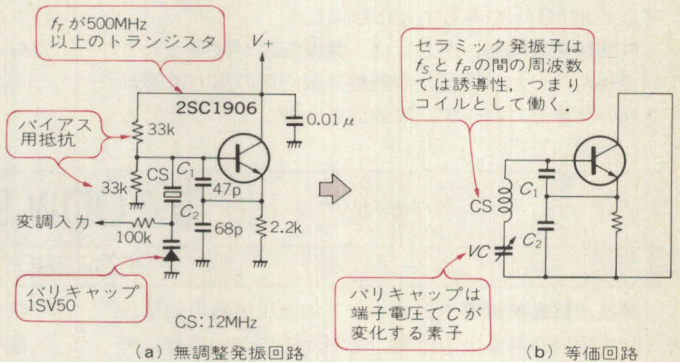 fTが500MHz
以上のトランジスタ
V+
2SC1906
0.01μ
バイアス
用抵抗
33k
33k
CS
C1
47p
C2
68p
2.2k
変調入力
100k
バリキャップ
1SV50
CS:12MHz
(a) 無調整発振回路
セラミック発振子は
fSとfPの間の周波数
では誘導性，つまり
コイルとして働く．
C1
CS
C2
VC
バリキャップは
端子電圧でCが
変化する素子
(b) 等価回路